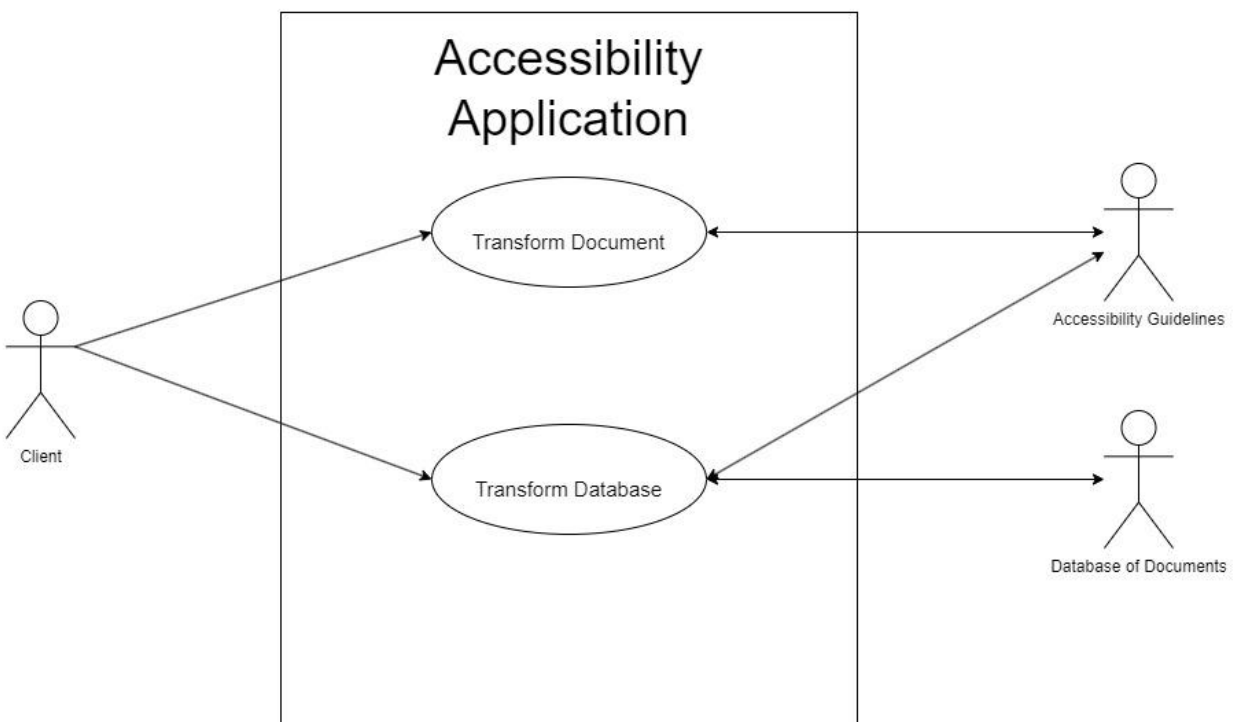 Accessibility
Application
Transform Document
Accessibility Guidelines
Client
Transform Database
Database of Documents